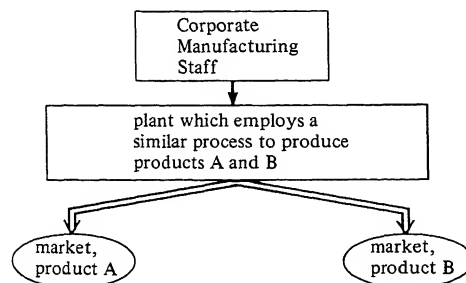 Corporate
Manufacturing
Staff
plant which employs a
similar process to produce
products A and B
market,
product A
market,
product B